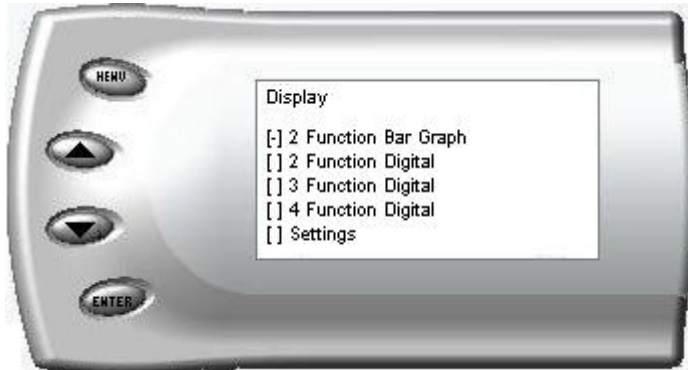 MENU
Display
[-] 2 Function Bar Graph
[ ] 2 Function Digital
[ ] 3 Function Digital
[ ] 4 Function Digital
[ ] Settings
ENTER